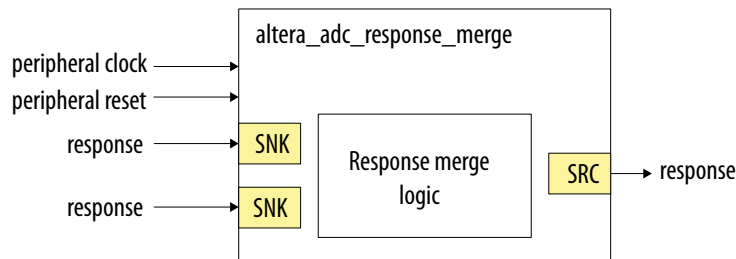 altera_adc_response_merge
peripheral clock
peripheral reset
response
SNK
Response merge
logic
SRC
response
response
SNK